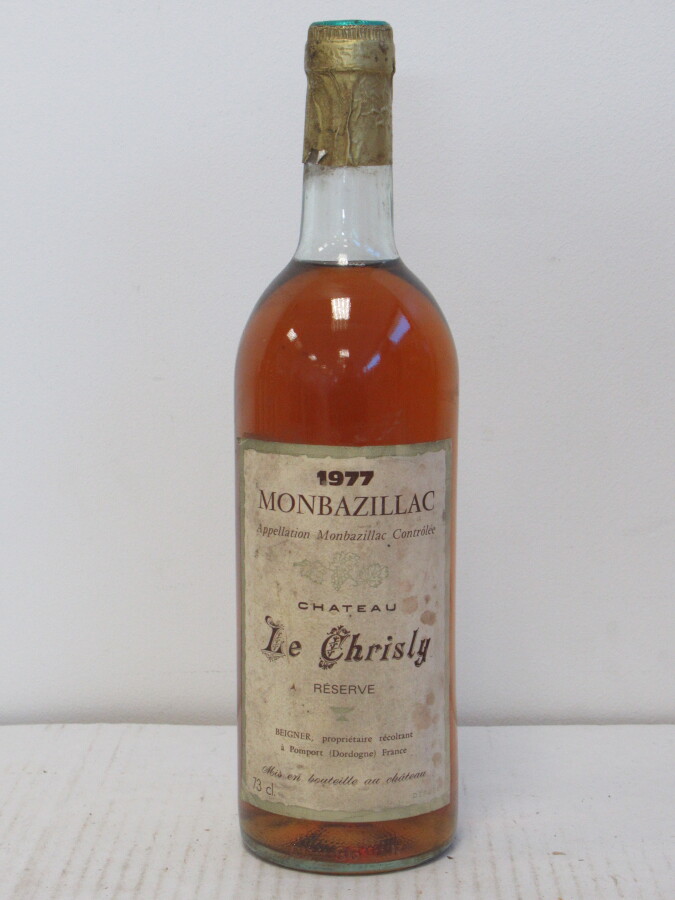 1977
MONBAZILLAC
Appellation Monbazillac Contrôlée
CHATEAU
Le Chrisly
RÉSERVE
BEIGNER, propriétaire récoltant
à Pomport (Dordogne) France
Mis en bouteille au château
73 cl